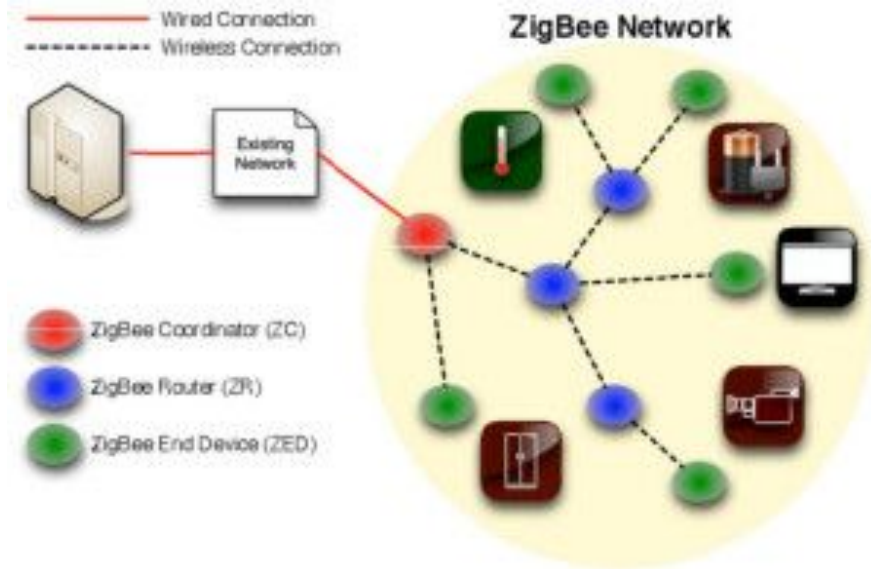 Wired Connection
Wireless Connection
ZigBee Network
Existing
Network
ZigBee Coordinator (ZC)
ZigBee Router (ZR)
ZigBee End Device (ZED)